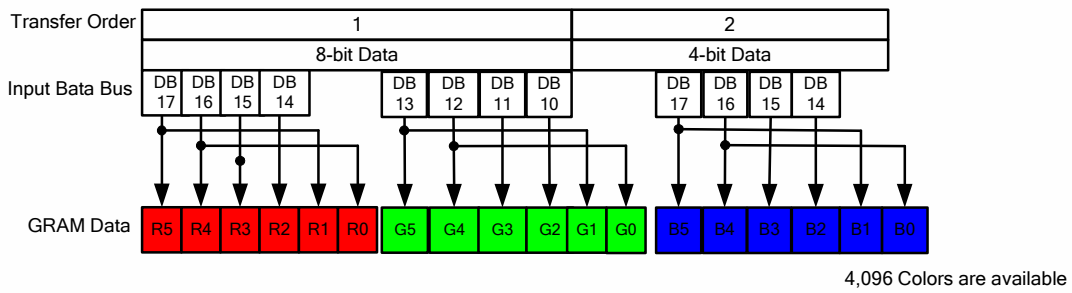 Transfer Order 1 2
8-bit Data 4-bit Data
Input Bata Bus DB 17 DB 16 DB 15 DB 14 DB 13 DB 12 DB 11 DB 10 DB 17 DB 16 DB 15 DB 14
GRAM Data R5 R4 R3 R2 R1 R0 G5 G4 G3 G2 G1 G0 B5 B4 B3 B2 B1 B0
4,096 Colors are available